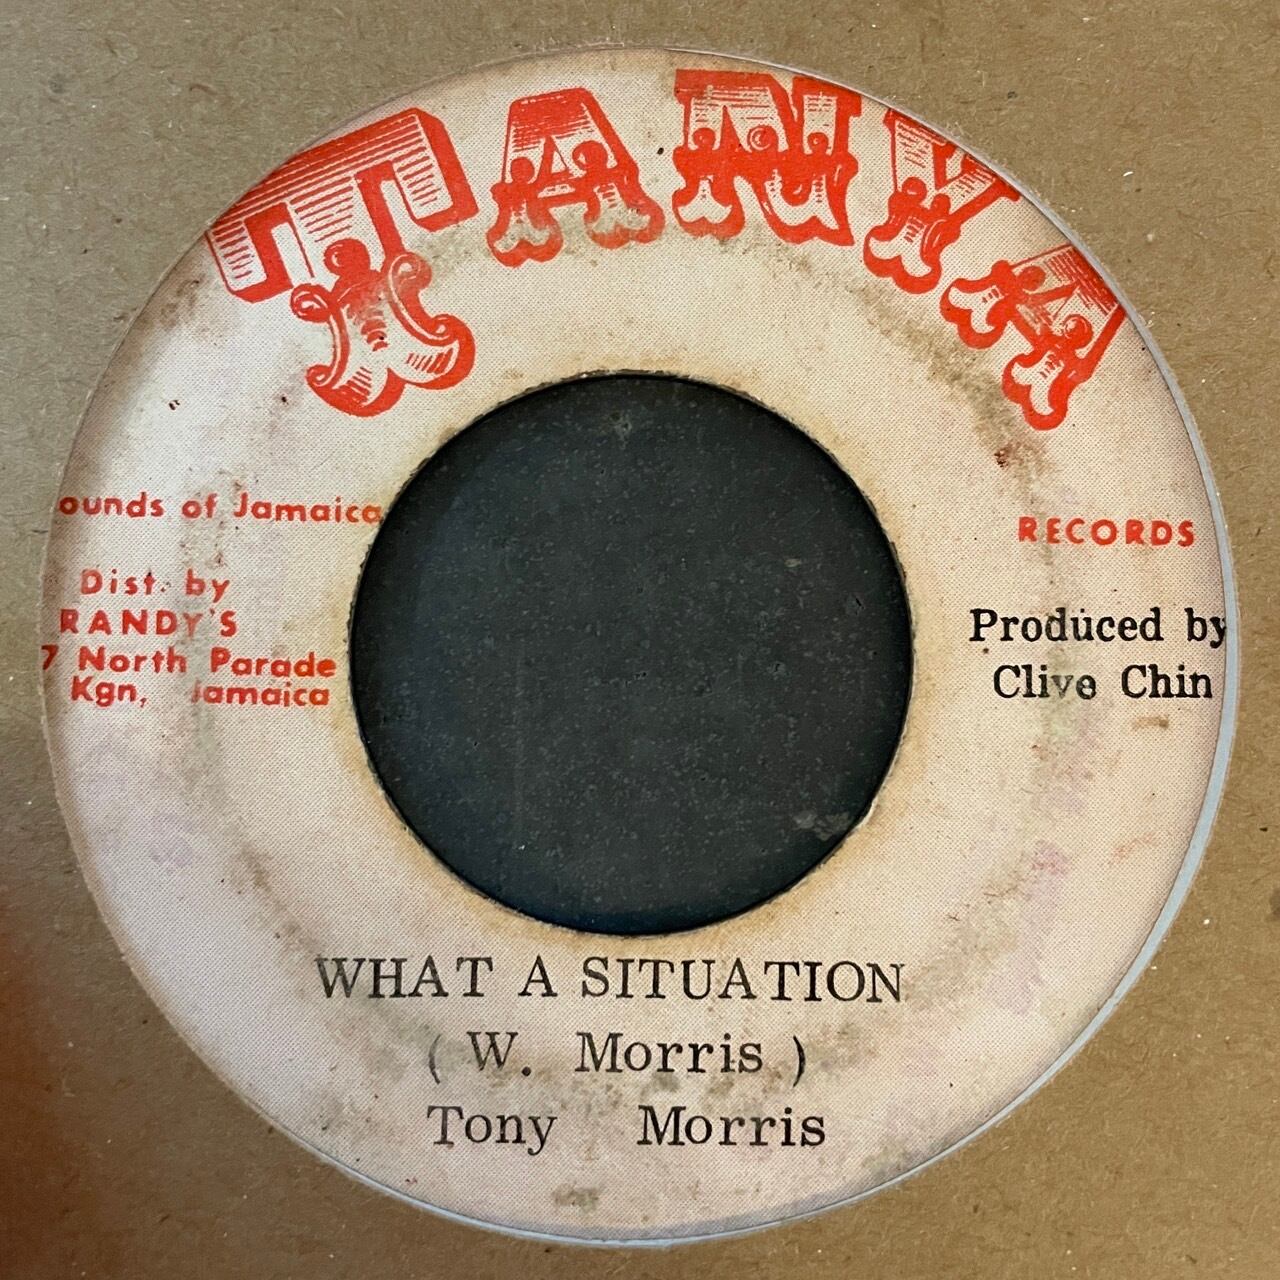 TANYA
ounds of Jamaica
RECORDS
Dist. by
RANDY'S
7 North Parade
Kgn, Jamaica
Produced by
Clive Chin
WHAT A SITUATION
( W. Morris )
Tony Morris